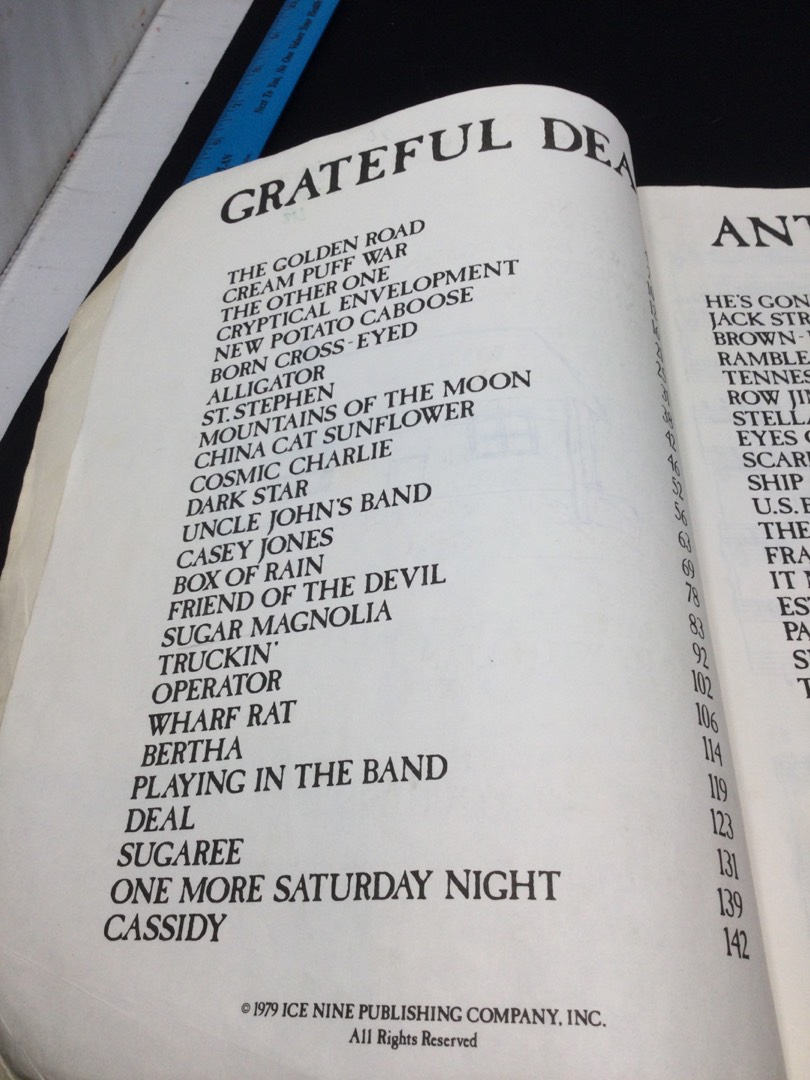 GRATEFUL DEA
THE GOLDEN ROAD
CREAM PUFF WAR
THE OTHER ONE
CRYPTICAL ENVELOPMENT
NEW POTATO CABOOSE
BORN CROSS-EYED
ALLIGATOR
ST. STEPHEN
MOUNTAINS OF THE MOON
CHINA CAT SUNFLOWER
COSMIC CHARLIE
DARK STAR
UNCLE JOHN'S BAND
CASEY JONES
BOX OF RAIN
FRIEND OF THE DEVIL
SUGAR MAGNOLIA
TRUCKIN'
OPERATOR
WHARF RAT
BERTHA
PLAYING IN THE BAND
DEAL
SUGAREE
ONE MORE SATURDAY NIGHT
CASSIDY
42
46
52
56
63
69
78
83
92
102
106
114
119
123
131
139
142
© 1979 ICE NINE PUBLISHING COMPANY, INC.
All Rights Reserved
ANT
HE'S GON
JACK STR
BROWN-
RAMBLE
TENNES
ROW JIM
STELLA
EYES
SCAR
SHIP
U.S. B
THE
FRA
IT
EST
PA
S
T